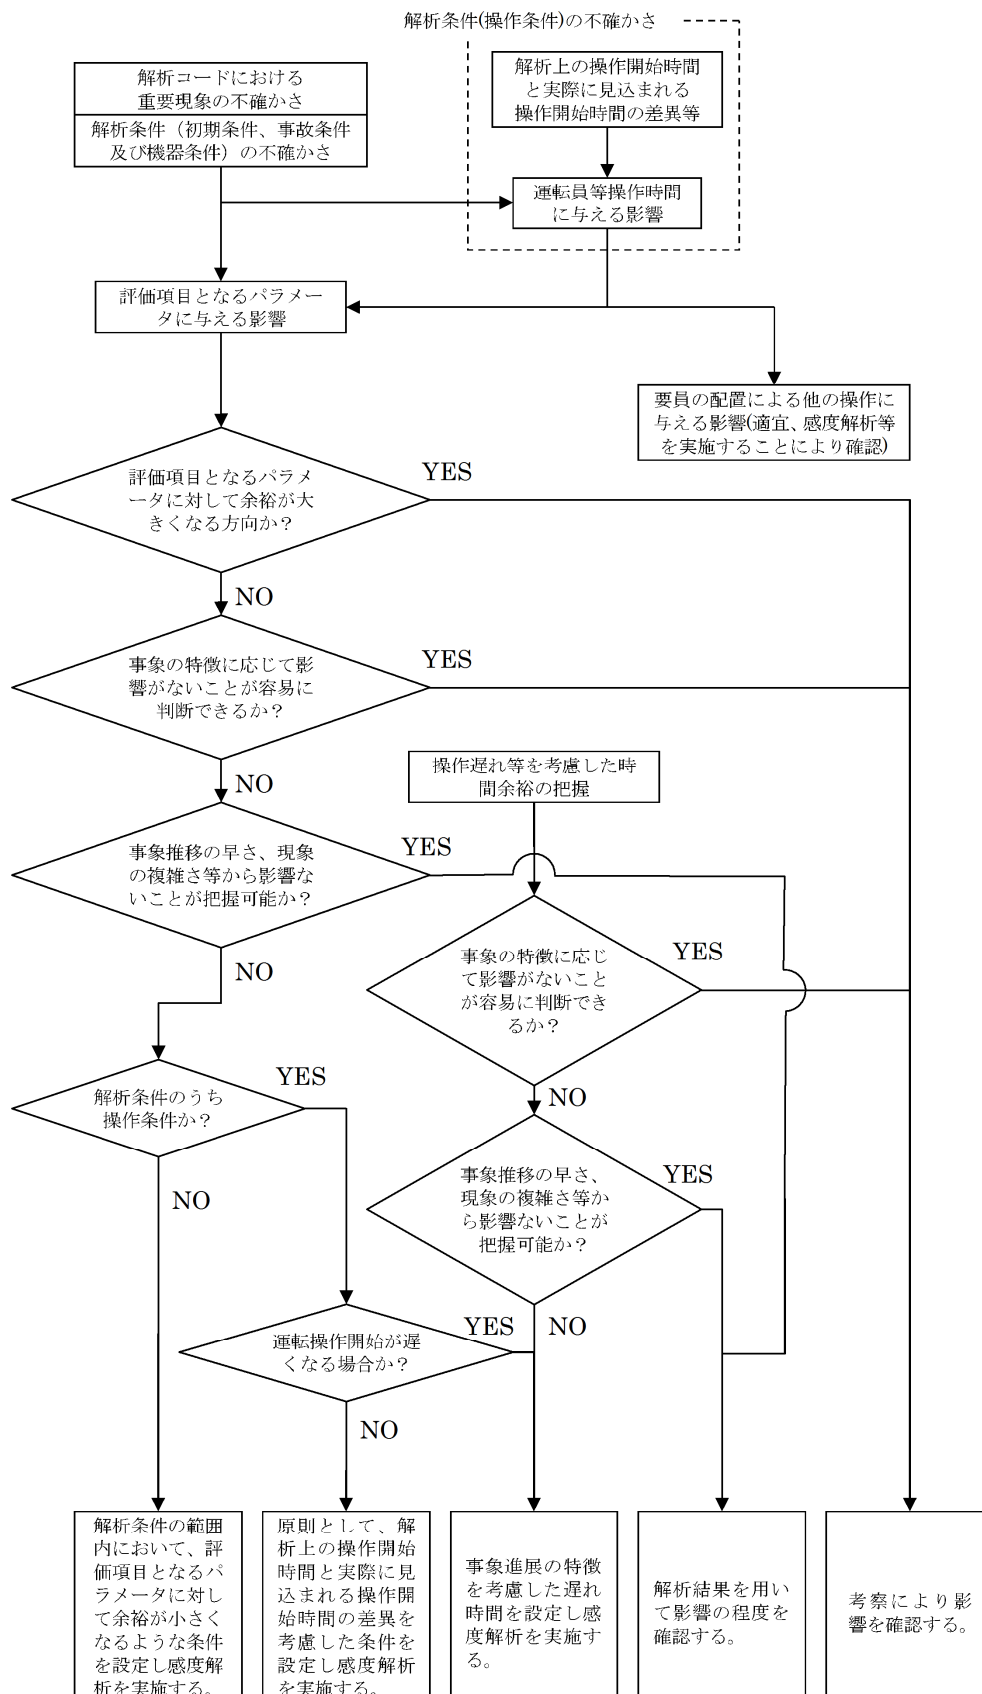 解析条件(操作条件)の不確かさ
解析コードにおける
重要現象の不確かさ
解析条件（初期条件、事故条件
及び機器条件）の不確かさ
解析上の操作開始時間
と実際に見込まれる
操作開始時間の差異等
運転員等操作時間
に与える影響
評価項目となるパラメー
タに与える影響
要員の配置による他の操作に
与える影響(適宜、感度解析等
を実施することにより確認)
評価項目となるパラメ
ータに対して余裕が大
きくなる方向か？
YES
NO
事象の特徴に応じて影
響がないことが容易に
判断できるか？
YES
NO
操作遅れ等を考慮した時
間余裕の把握
事象推移の早さ、現象
の複雑さ等から影響な
いことが把握可能か？
YES
NO
事象の特徴に応じ
て影響がないこと
が容易に判断でき
るか？
YES
NO
解析条件のうち
操作条件か？
YES
NO
事象推移の早さ、
現象の複雑さ等か
ら影響ないことが
把握可能か？
YES
NO
運転操作開始が遅
くなる場合か？
YES
NO
解析条件の範囲
内において、評
価項目となるパ
ラメータに対し
て余裕が小さく
なるような条件
を設定し感度解
析を実施する。
原則として、解
析上の操作開始
時間と実際に見
込まれる操作開
始時間の差異を
考慮した条件を
設定し感度解析
を実施する。
事象進展の特徴
を考慮した遅れ
時間を設定し感
度解析を実施す
る。
解析結果を用い
て影響の程度を
確認する。
考察により影
響を確認する。